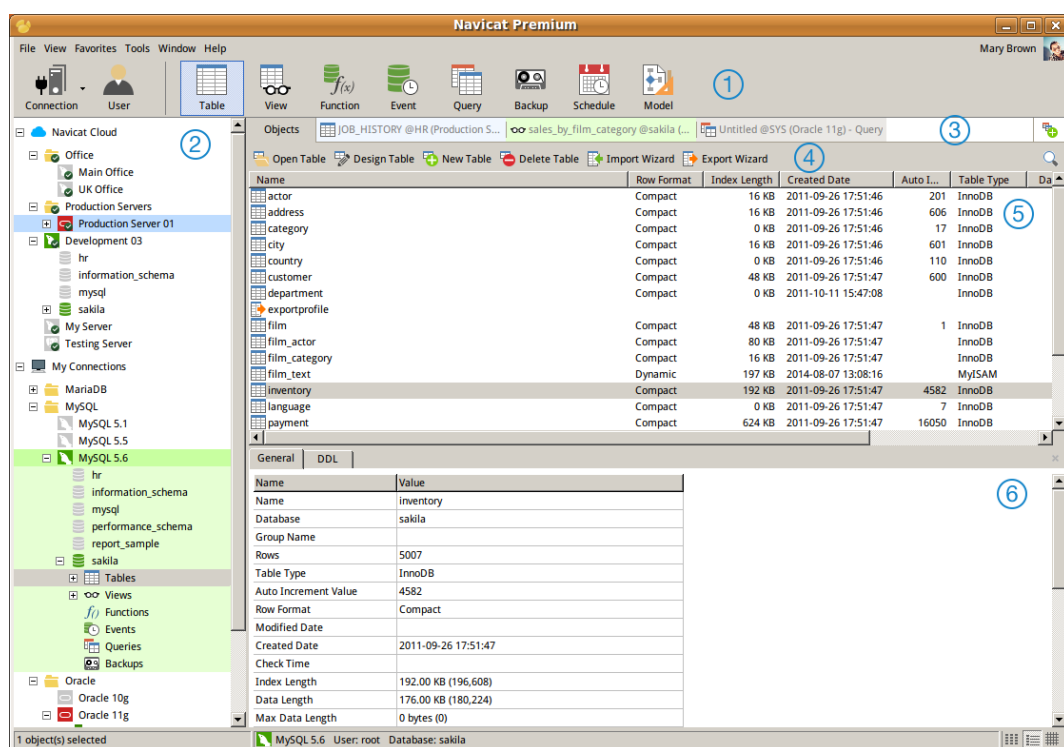 Navicat Premium
File View Favorites Tools Window Help
Mary Brown
Connection User Table View Function Event Query Backup Schedule Model
1
Navicat Cloud
Office
Main Office
UK Office
Production Servers
Production Server 01
Development 03
hr
information_schema
mysql
sakila
My Server
Testing Server
My Connections
MariaDB
MySQL
MySQL 5.1
MySQL 5.5
MySQL 5.6
hr
information_schema
mysql
performance_schema
report_sample
sakila
Tables
Views
Functions
Events
Queries
Backups
Oracle
Oracle 10g
Oracle 11g
2
Objects JOB_HISTORY @HR (Production S... sales_by_film_category @sakila (... Untitled @SYS (Oracle 11g) - Query
3
Open Table Design Table New Table Delete Table Import Wizard Export Wizard
4
Name Row Format Index Length Created Date Auto I... Table Type Da
actor Compact 16 KB 2011-09-26 17:51:46 201 InnoDB
address Compact 16 KB 2011-09-26 17:51:46 606 InnoDB
category Compact 0 KB 2011-09-26 17:51:46 17 InnoDB
city Compact 16 KB 2011-09-26 17:51:46 601 InnoDB
country Compact 0 KB 2011-09-26 17:51:46 110 InnoDB
customer Compact 48 KB 2011-09-26 17:51:47 600 InnoDB
department Compact 0 KB 2011-10-11 15:47:08 InnoDB
exportprofile
film Compact 48 KB 2011-09-26 17:51:47 1 InnoDB
film_actor Compact 80 KB 2011-09-26 17:51:47 InnoDB
film_category Compact 16 KB 2011-09-26 17:51:47 InnoDB
film_text Dynamic 197 KB 2014-08-07 13:08:16 MyISAM
inventory Compact 192 KB 2011-09-26 17:51:47 4582 InnoDB
language Compact 0 KB 2011-09-26 17:51:47 7 InnoDB
payment Compact 624 KB 2011-09-26 17:51:47 16050 InnoDB
5
General DDL
Name Value
Name inventory
Database sakila
Group Name
Rows 5007
Table Type InnoDB
Auto Increment Value 4582
Row Format Compact
Modified Date
Created Date 2011-09-26 17:51:47
Check Time
Index Length 192.00 KB (196,608)
Data Length 176.00 KB (180,224)
Max Data Length 0 bytes (0)
6
1 object(s) selected
MySQL 5.6 User: root Database: sakila